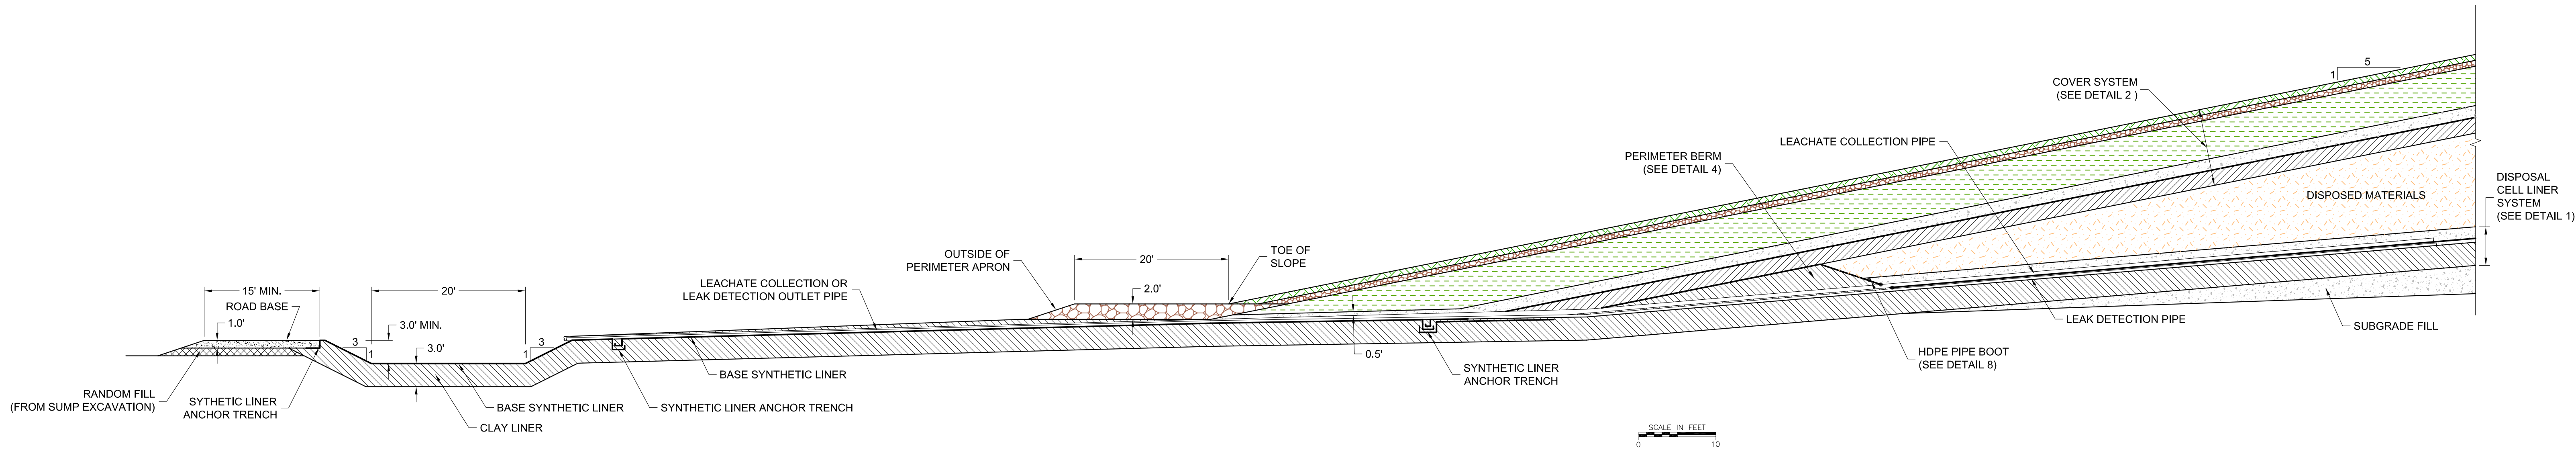 15' MIN.
ROAD BASE
1.0'
RANDOM FILL
(FROM SUMP EXCAVATION)
SYTHETIC LINER
ANCHOR TRENCH
3
1
20'
3.0' MIN.
3.0'
1
3
BASE SYNTHETIC LINER
CLAY LINER
SYNTHETIC LINER ANCHOR TRENCH
BASE SYNTHETIC LINER
LEACHATE COLLECTION OR
LEAK DETECTION OUTLET PIPE
OUTSIDE OF
PERIMETER APRON
20'
2.0'
TOE OF
SLOPE
0.5'
SYNTHETIC LINER
ANCHOR TRENCH
PERIMETER BERM
(SEE DETAIL 4)
LEACHATE COLLECTION PIPE
COVER SYSTEM
(SEE DETAIL 2 )
1
5
DISPOSED MATERIALS
DISPOSAL
CELL LINER
SYSTEM
(SEE DETAIL 1)
LEAK DETECTION PIPE
SUBGRADE FILL
HDPE PIPE BOOT
(SEE DETAIL 8)
SCALE IN FEET
0
10